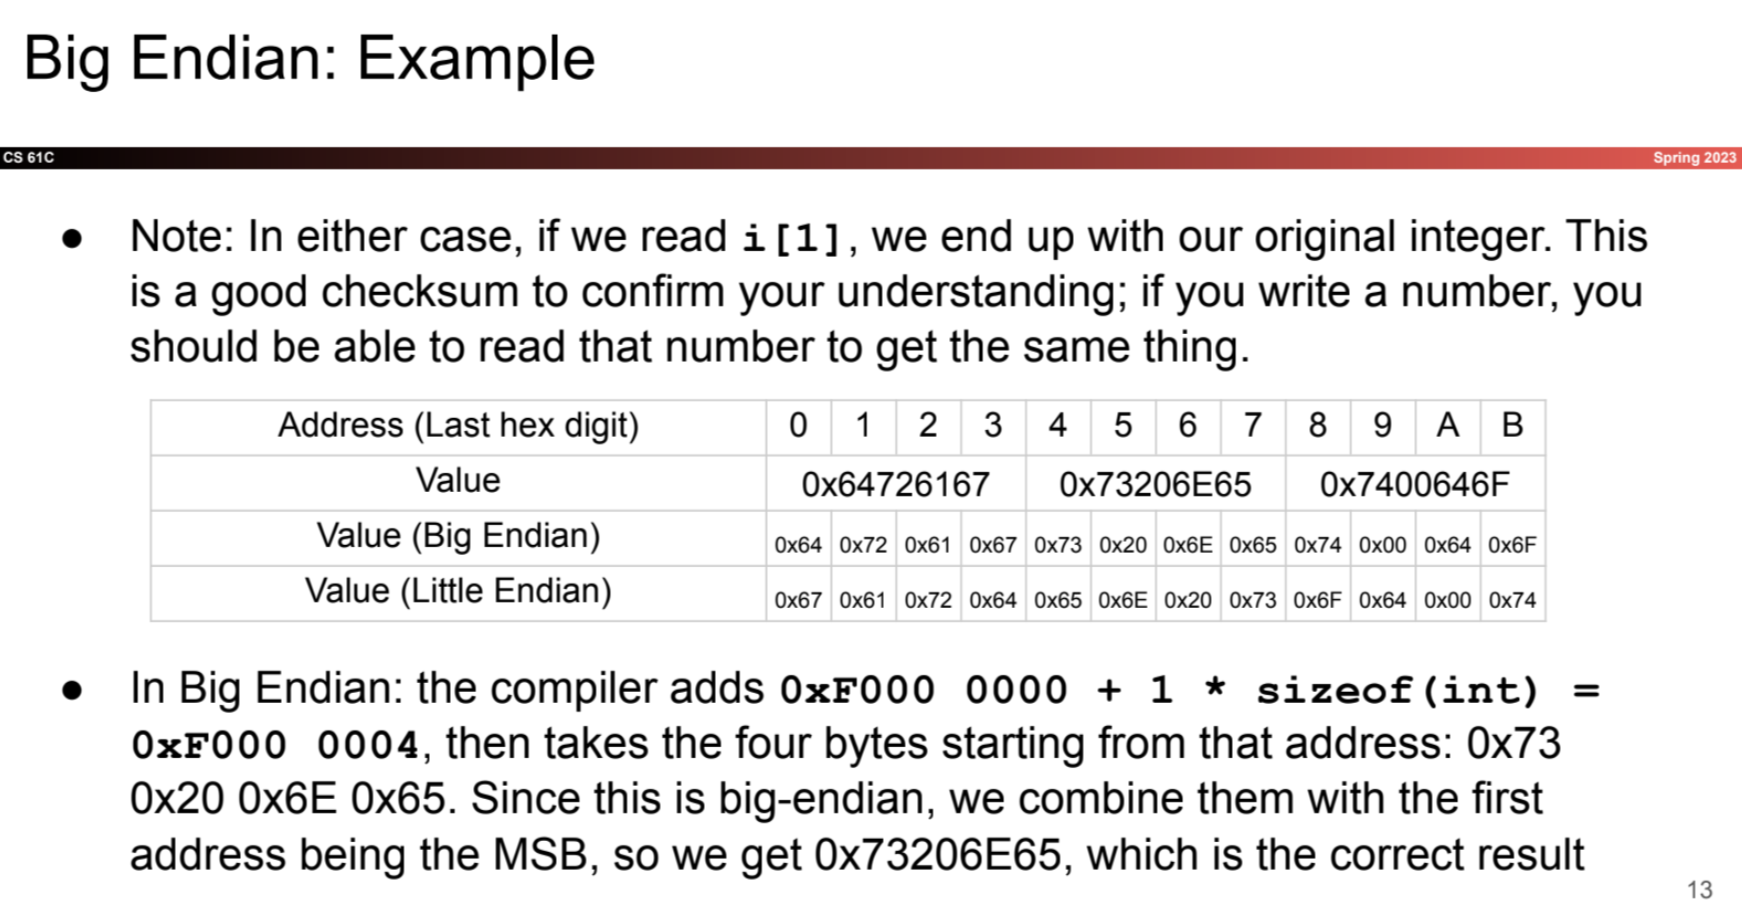 Big Endian: Example
CS 61C
Spring 2023
● Note: In either case, if we read i[1], we end up with our original integer. This
is a good checksum to confirm your understanding; if you write a number, you
should be able to read that number to get the same thing.
Address (Last hex digit) 0 1 2 3 4 5 6 7 8 9 A B
Value 0x64726167 0x73206E65 0x7400646F
Value (Big Endian) 0x64 0x72 0x61 0x67 0x73 0x20 0x6E 0x65 0x74 0x00 0x64 0x6F
Value (Little Endian) 0x67 0x61 0x72 0x64 0x65 0x6E 0x20 0x73 0x6F 0x64 0x00 0x74
● In Big Endian: the compiler adds 0xF000 0000 + 1 * sizeof(int) =
0xF000 0004, then takes the four bytes starting from that address: 0x73
0x20 0x6E 0x65. Since this is big-endian, we combine them with the first
address being the MSB, so we get 0x73206E65, which is the correct result
13